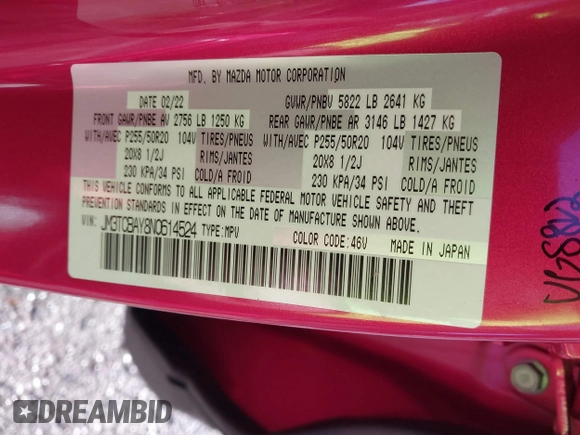 MFD. BY MAZDA MOTOR CORPORATION
DATE 02/22 GVWR/PNBV 5822 LB 2641 KG
FRONT GAWR/PNBE AV 2756 LB 1250 KG REAR GAWR/PNBE AR 3146 LB 1427 KG
WITH/AVEC P255/50R20 104V TIRES/PNEUS WITH/AVEC P255/50R20 104V TIRES/PNEUS
20X8 1/2J RIMS/JANTES 20X8 1/2J RIMS/JANTES
230 KPA/34 PSI COLD/A FROID 230 KPA/34 PSI COLD/A FROID
THIS VEHICLE CONFORMS TO ALL APPLICABLE FEDERAL MOTOR VEHICLE SAFETY AND THEFT
PREVENTION STANDARDS IN EFFECT ON THE DATE OF MANUFACTURE SHOWN ABOVE.
VIN: JM3TCBAY8N0614524 TYPE:MPV COLOR CODE:46V MADE IN JAPAN
DREAMBID